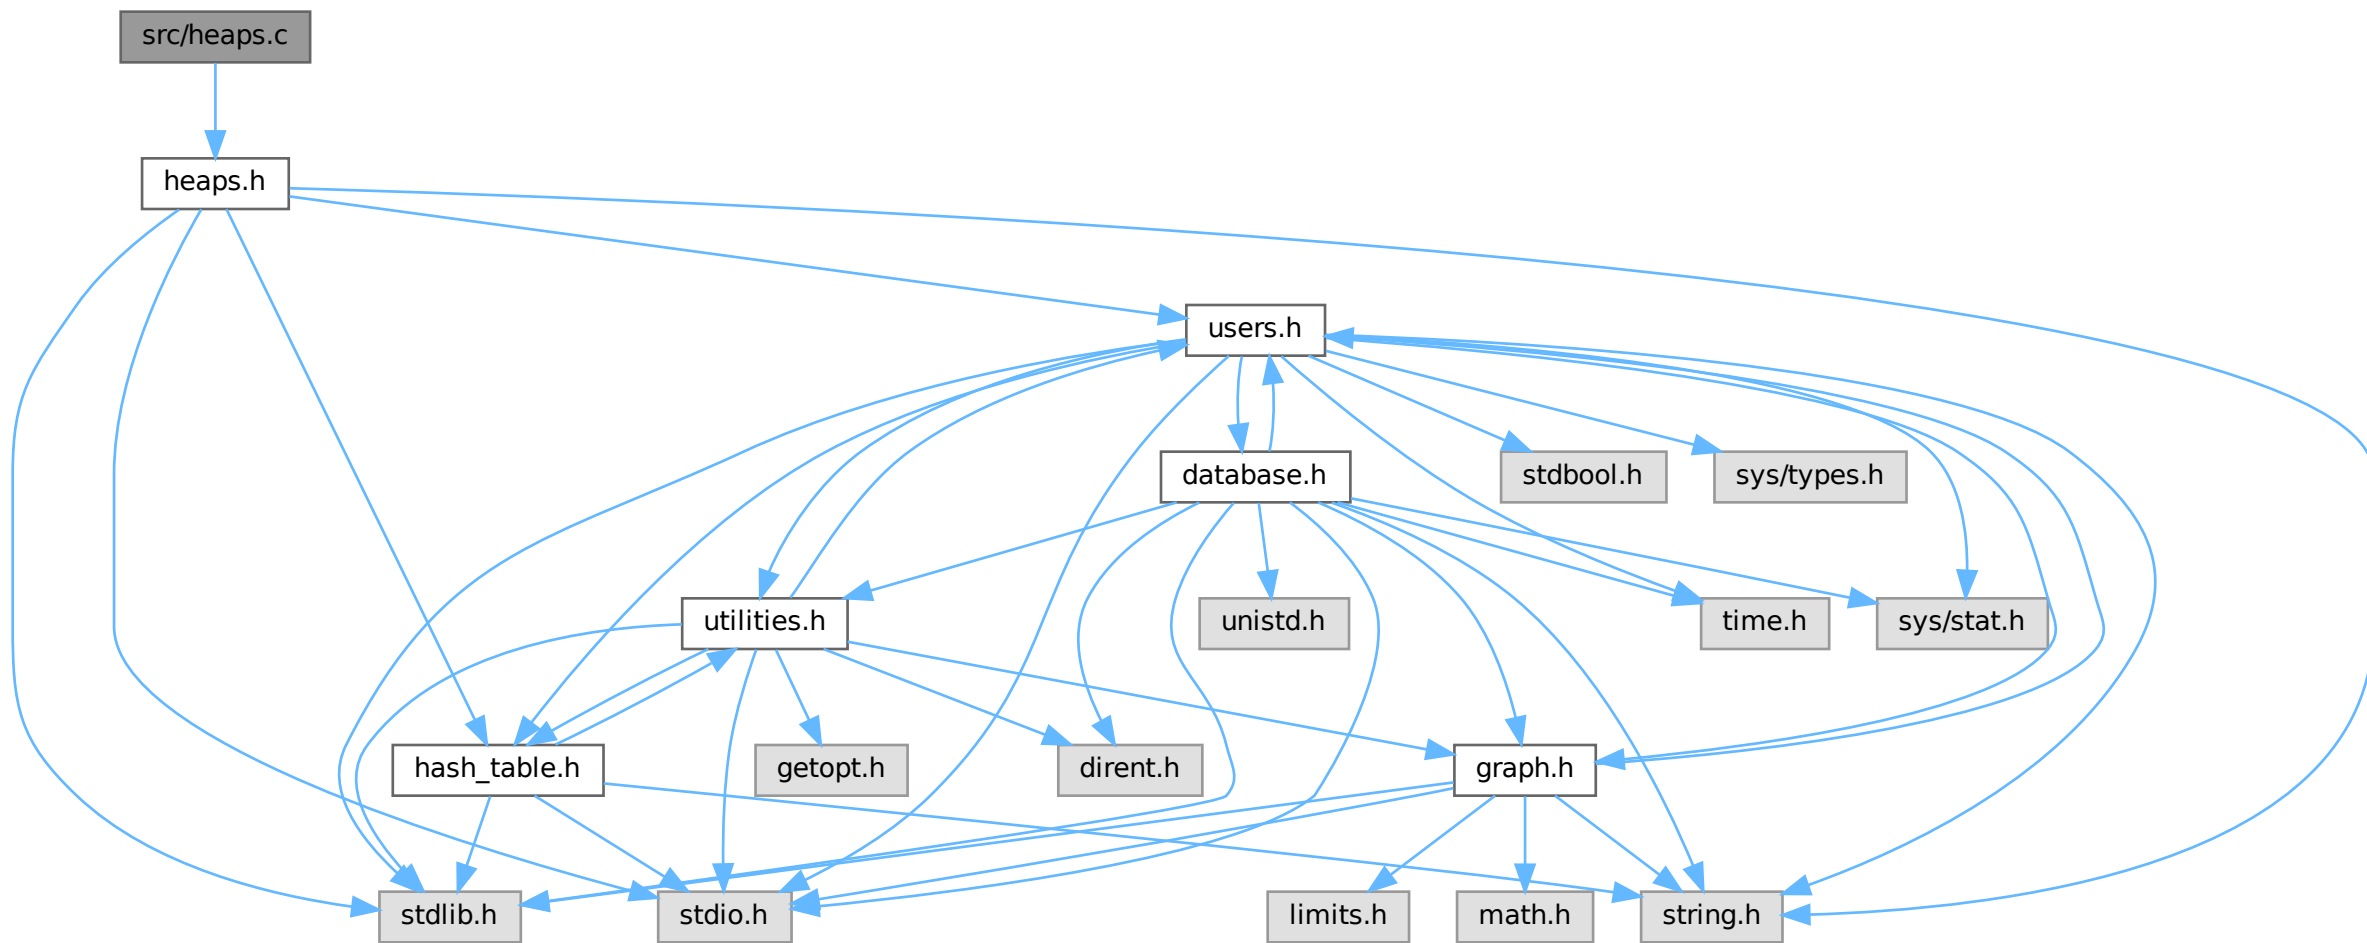 src/heaps.c
heaps.h
users.h
database.h
stdbool.h
sys/types.h
utilities.h
unistd.h
time.h
sys/stat.h
hash_table.h
getopt.h
dirent.h
graph.h
stdlib.h
stdio.h
limits.h
math.h
string.h